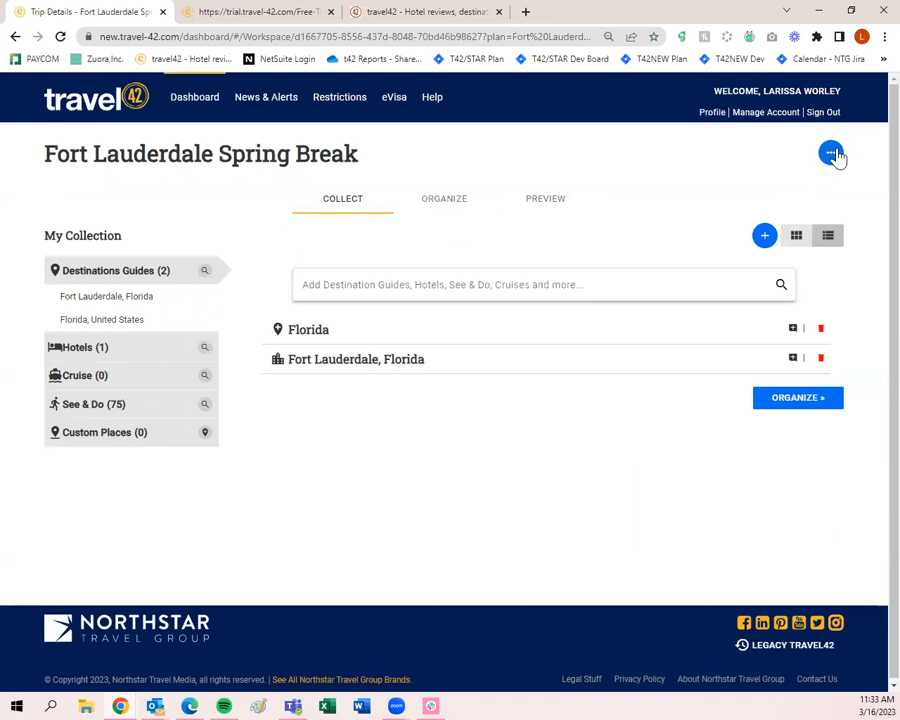 Trip Details - Fort Lauderdale Sp
https://trial.travel-42.com/Free-T
travel42 - Hotel reviews, destina
new.travel-42.com/dashboard/#/Workspace/d1667705-8556-437d-8048-70bd46b98627?plan=Fort%20Lauderd...
PAYCOM
Zuora,Inc.
travel42 - Hotel revi...
NetSuite Login
t42 Reports - Share...
T42/STAR Plan
T42/STAR Dev Board
T42NEW Plan
T42NEW Dev
Calendar - NTG Jira
»
travel 42
Dashboard
News & Alerts
Restrictions
eVisa
Help
WELCOME, LARISSA WORLEY
Profile | Manage Account | Sign Out
Fort Lauderdale Spring Break
COLLECT
ORGANIZE
PREVIEW
My Collection
Destinations Guides (2)
Fort Lauderdale, Florida
Florida, United States
Hotels (1)
Cruise (0)
See & Do (75)
Custom Places (0)
Add Destination Guides, Hotels, See & Do, Cruises and more...
Florida
Fort Lauderdale, Florida
ORGANIZE »
NORTHSTAR
TRAVEL GROUP
LEGACY TRAVEL42
© Copyright 2023, Northstar Travel Media, all rights reserved. | See All Northstar Travel Group Brands.
Legal Stuff
Privacy Policy
About Northstar Travel Group
Contact Us
zoom
11:33 AM
3/16/2023